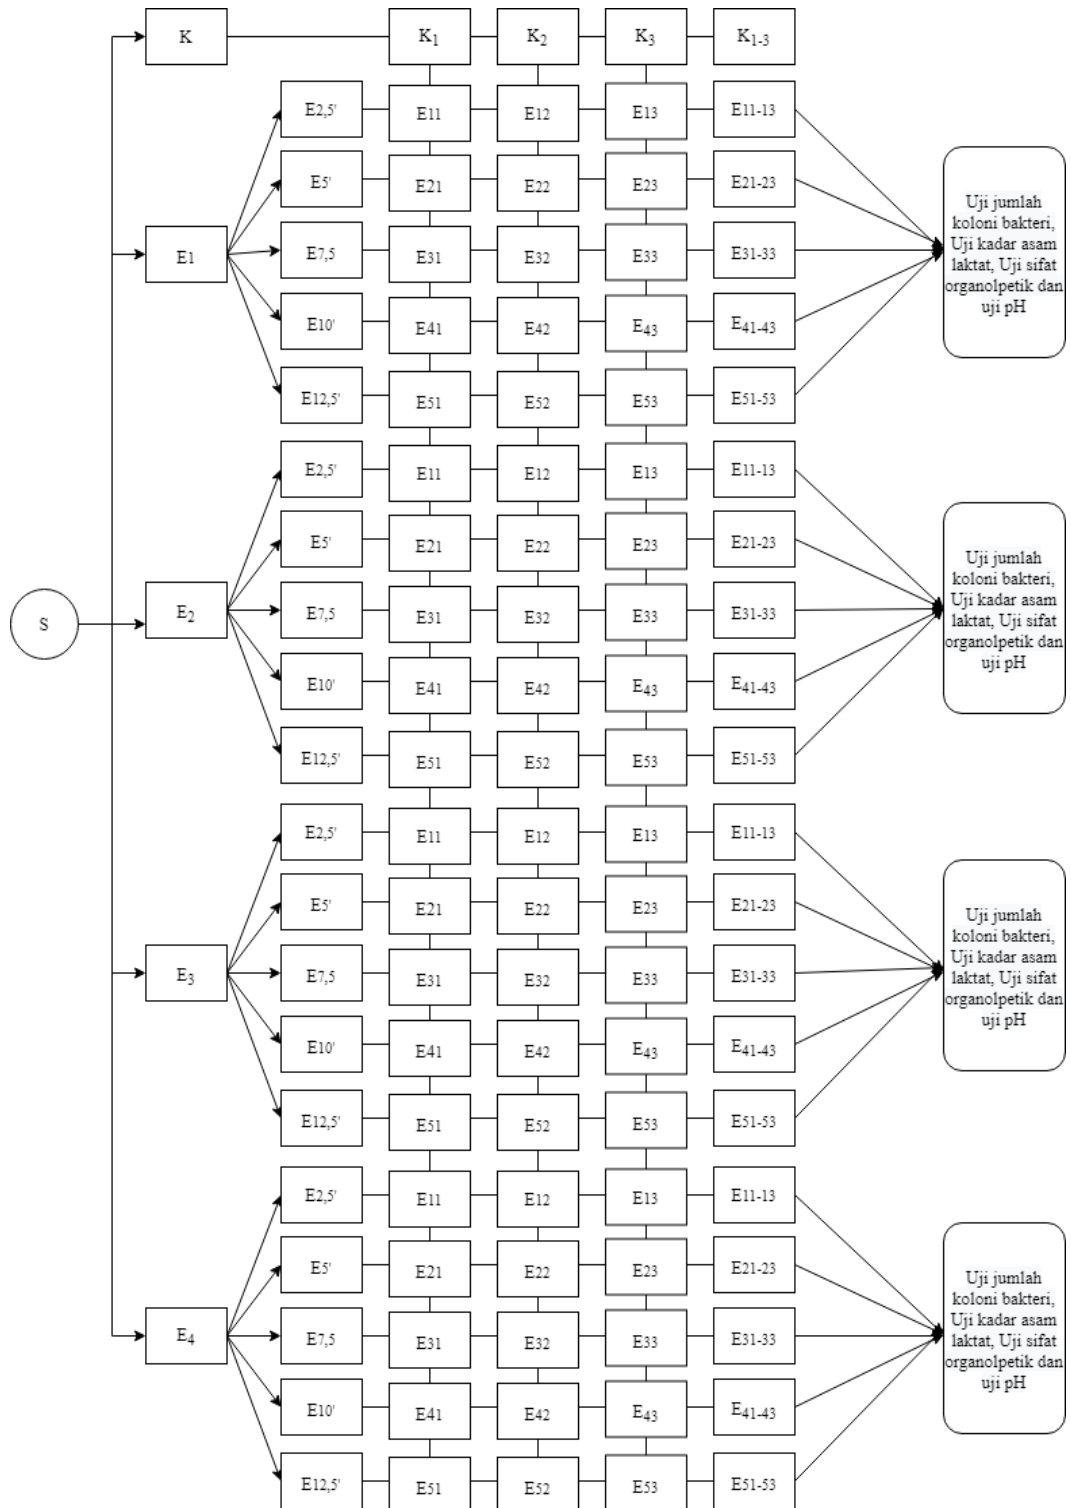 K K1 K2 K3 K1-3
E2,5' E11 E12 E13 E11-13
E5' E21 E22 E23 E21-23
E1 E7,5 E31 E32 E33 E31-33
E10' E41 E42 E43 E41-43
E12,5' E51 E52 E53 E51-53
Uji jumlah
koloni bakteri,
Uji kadar asam
laktat, Uji sifat
organolpetik dan
uji pH
E2,5' E11 E12 E13 E11-13
E5' E21 E22 E23 E21-23
S E2 E7,5 E31 E32 E33 E31-33
E10' E41 E42 E43 E41-43
E12,5' E51 E52 E53 E51-53
Uji jumlah
koloni bakteri,
Uji kadar asam
laktat, Uji sifat
organolpetik dan
uji pH
E2,5' E11 E12 E13 E11-13
E5' E21 E22 E23 E21-23
E3 E7,5 E31 E32 E33 E31-33
E10' E41 E42 E43 E41-43
E12,5' E51 E52 E53 E51-53
Uji jumlah
koloni bakteri,
Uji kadar asam
laktat, Uji sifat
organolpetik dan
uji pH
E2,5' E11 E12 E13 E11-13
E5' E21 E22 E23 E21-23
E4 E7,5 E31 E32 E33 E31-33
E10' E41 E42 E43 E41-43
E12,5' E51 E52 E53 E51-53
Uji jumlah
koloni bakteri,
Uji kadar asam
laktat, Uji sifat
organolpetik dan
uji pH